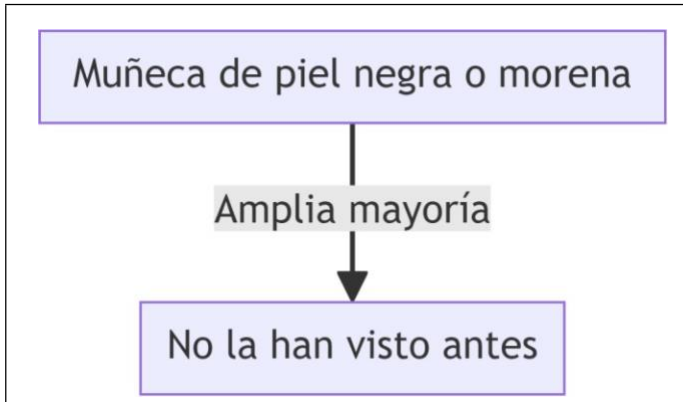 Muñeca de piel negra o morena
Amplia mayoría
No la han visto antes